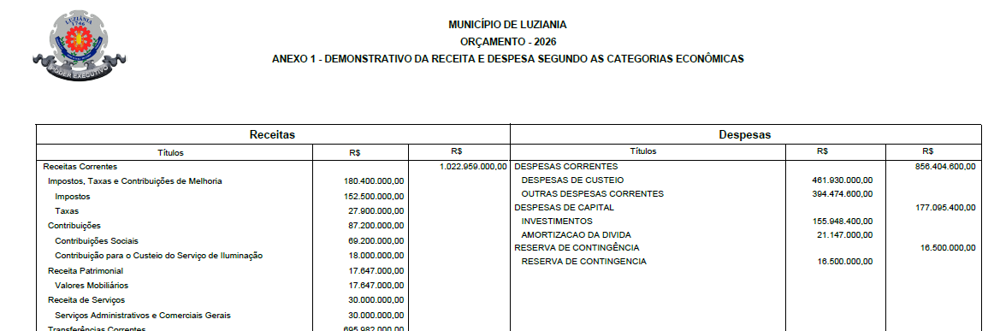 LUZIÂNIA
1746
PODER EXECUTIVO
MUNICÍPIO DE LUZIANIA
ORÇAMENTO - 2026
ANEXO 1 - DEMONSTRATIVO DA RECEITA E DESPESA SEGUNDO AS CATEGORIAS ECONÔMICAS
Receitas Despesas
Títulos R$ R$ Títulos R$ R$
Receitas Correntes 1.022.959.000,00 DESPESAS CORRENTES 856.404.600,00
Impostos, Taxas e Contribuições de Melhoria 180.400.000,00 DESPESAS DE CUSTEIO 461.930.000,00
Impostos 152.500.000,00 OUTRAS DESPESAS CORRENTES 394.474.600,00
Taxas 27.900.000,00 DESPESAS DE CAPITAL 177.095.400,00
Contribuições 87.200.000,00 INVESTIMENTOS 155.948.400,00
Contribuições Sociais 69.200.000,00 AMORTIZACAO DA DIVIDA 21.147.000,00
Contribuição para o Custeio do Serviço de Iluminação 18.000.000,00 RESERVA DE CONTINGÊNCIA 16.500.000,00
Receita Patrimonial 17.647.000,00 RESERVA DE CONTINGENCIA 16.500.000,00
Valores Mobiliários 17.647.000,00
Receita de Serviços 30.000.000,00
Serviços Administrativos e Comerciais Gerais 30.000.000,00
Transferências Correntes 695.982.000,00